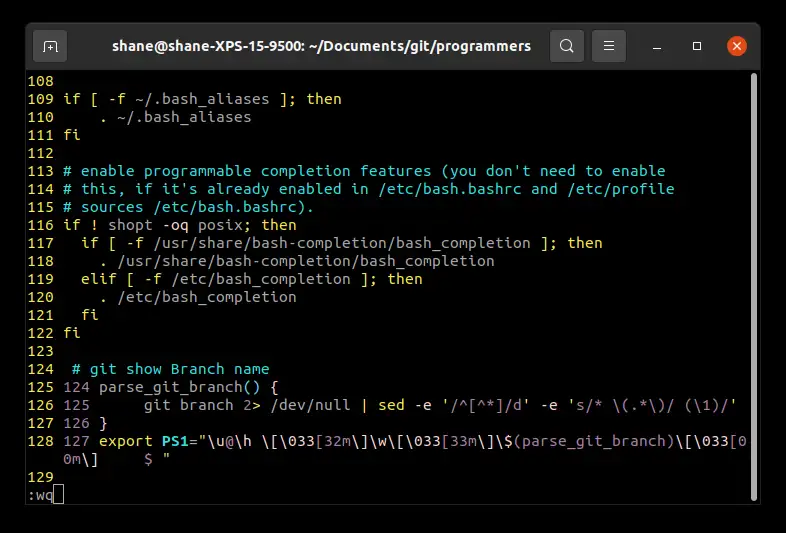 shane@shane-XPS-15-9500: ~/Documents/git/programmers
108
109 if [ -f ~/.bash_aliases ]; then
110     . ~/.bash_aliases
111 fi
112
113 # enable programmable completion features (you don't need to enable
114 # this, if it's already enabled in /etc/bash.bashrc and /etc/profile
115 # sources /etc/bash.bashrc).
116 if ! shopt -oq posix; then
117   if [ -f /usr/share/bash-completion/bash_completion ]; then
118     . /usr/share/bash-completion/bash_completion
119   elif [ -f /etc/bash_completion ]; then
120     . /etc/bash_completion
121   fi
122 fi
123
124  # git show Branch name
125 124 parse_git_branch() {
126 125      git branch 2> /dev/null | sed -e '/^[^*]/d' -e 's/* \(.*\)/ (\1)/'
127 126 }
128 127 export PS1="\u@\h \[\033[32m\]\w\[\033[33m\]\$(parse_git_branch)\[\033[0
0m\]     $ "
129
:wq